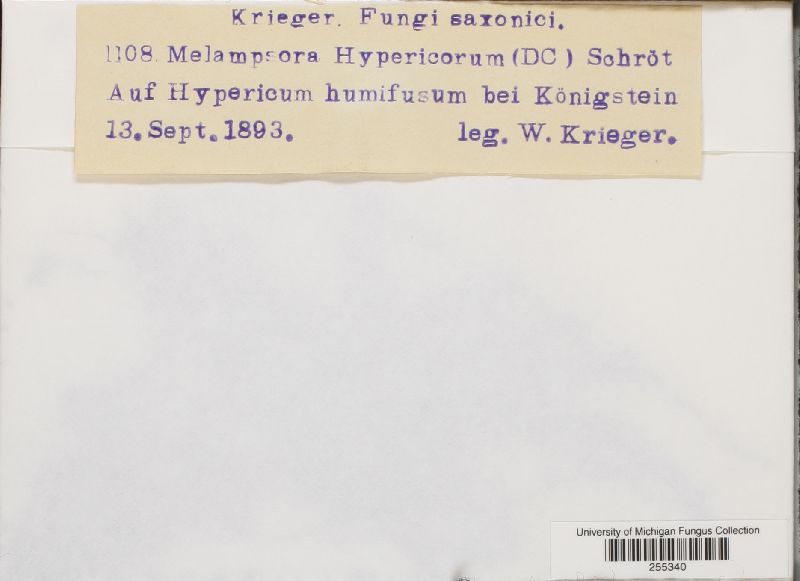 Krieger. Fungi saxonici.
1108. Melampsora Hypericorum (DC) Schröt
Auf Hypericum humifusum bei Königstein
13. Sept. 1893. leg. W. Krieger.
University of Michigan Fungus Collection
255340